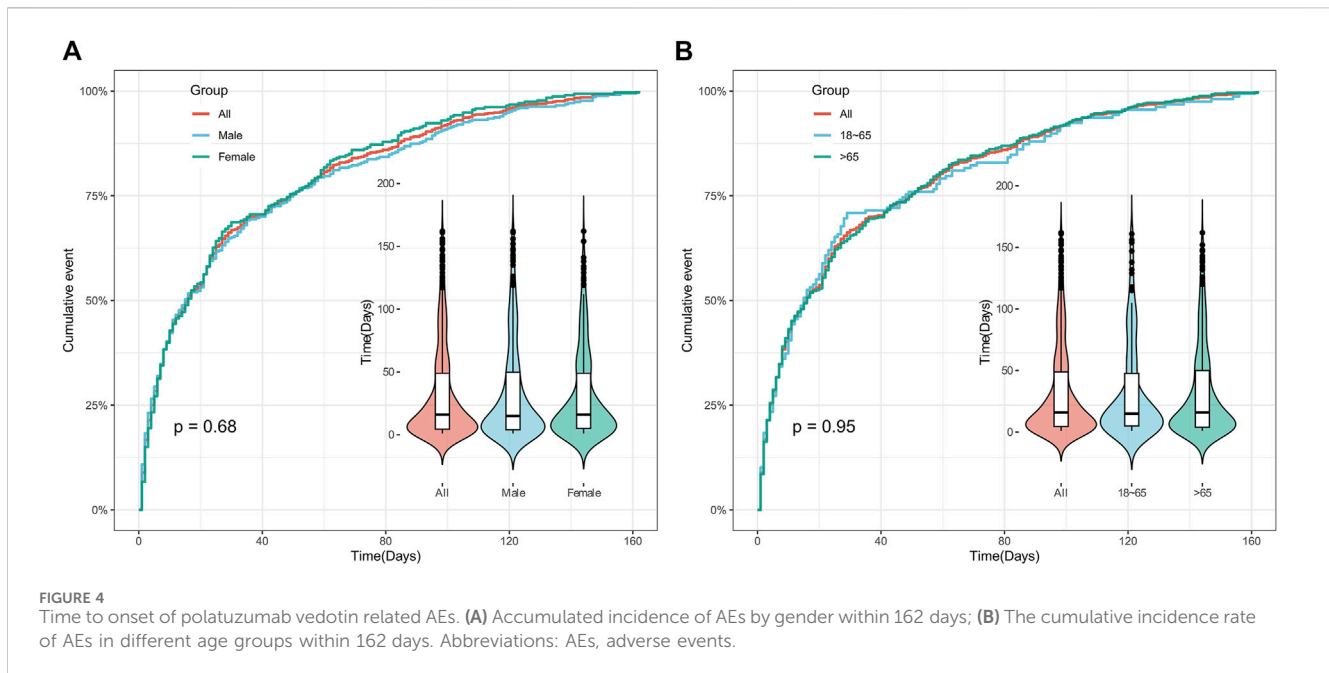 A
Group
All
Male
Female
100%
75%
50%
25%
0%
Cumulative event
p = 0.68
0
40
80
120
160
Time(Days)
200
150
100
50
0
Time(Days)
All
Male
Female
B
Group
All
18~65
>65
100%
75%
50%
25%
0%
Cumulative event
p = 0.95
0
40
80
120
160
Time(Days)
200
150
100
50
0
Time(Days)
All
18~65
>65
FIGURE 4
Time to onset of polatuzumab vedotin related AEs. (A) Accumulated incidence of AEs by gender within 162 days; (B) The cumulative incidence rate
of AEs in different age groups within 162 days. Abbreviations: AEs, adverse events.